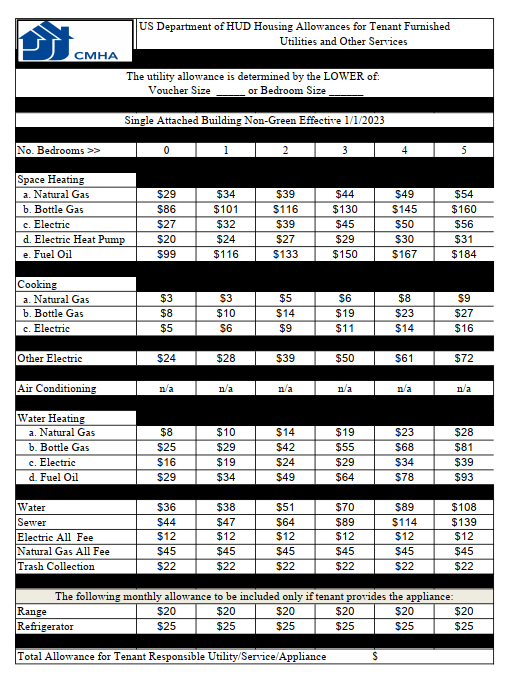 CMHA
US Department of HUD Housing Allowances for Tenant Furnished
Utilities and Other Services
The utility allowance is determined by the LOWER of:
Voucher Size _____ or Bedroom Size ______
Single Attached Building Non-Green Effective 1/1/2023
No. Bedrooms >> 0 1 2 3 4 5
Space Heating
a. Natural Gas $29 $34 $39 $44 $49 $54
b. Bottle Gas $86 $101 $116 $130 $145 $160
c. Electric $27 $32 $39 $45 $50 $56
d. Electric Heat Pump $20 $24 $27 $29 $30 $31
e. Fuel Oil $99 $116 $133 $150 $167 $184
Cooking
a. Natural Gas $3 $3 $5 $6 $8 $9
b. Bottle Gas $8 $10 $14 $19 $23 $27
c. Electric $5 $6 $9 $11 $14 $16
Other Electric $24 $28 $39 $50 $61 $72
Air Conditioning n/a n/a n/a n/a n/a n/a
Water Heating
a. Natural Gas $8 $10 $14 $19 $23 $28
b. Bottle Gas $25 $29 $42 $55 $68 $81
c. Electric $16 $19 $24 $29 $34 $39
d. Fuel Oil $29 $34 $49 $64 $78 $93
Water $36 $38 $51 $70 $89 $108
Sewer $44 $47 $64 $89 $114 $139
Electric All Fee $12 $12 $12 $12 $12 $12
Natural Gas All Fee $45 $45 $45 $45 $45 $45
Trash Collection $22 $22 $22 $22 $22 $22
The following monthly allowance to be included only if tenant provides the appliance:
Range $20 $20 $20 $20 $20 $20
Refrigerator $25 $25 $25 $25 $25 $25
Total Allowance for Tenant Responsible Utility/Service/Appliance $